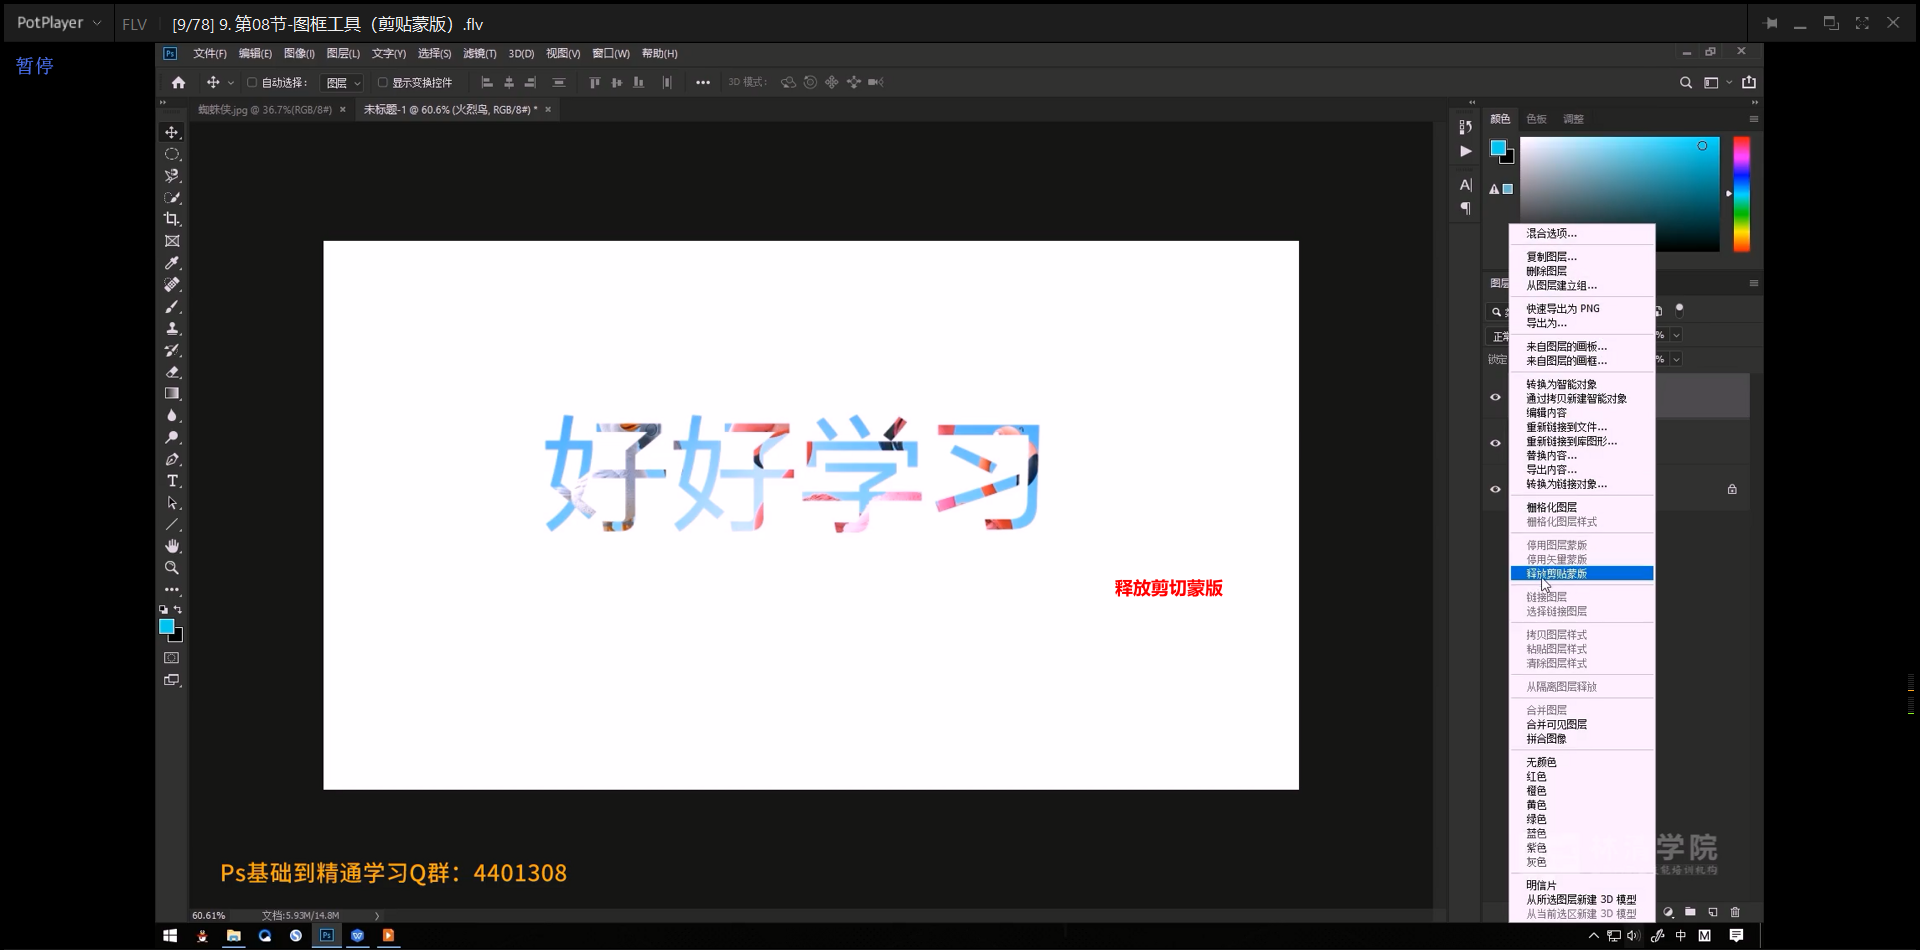 PotPlayer
FLV
[9/78] 9. 第08节-图框工具（剪贴蒙版）.flv
暂停
Ps
文件(F) 编辑(E) 图像(I) 图层(L) 文字(Y) 选择(S) 滤镜(T) 3D(D) 视图(V) 窗口(W) 帮助(H)
自动选择： 图层 显示变换控件 3D 模式：
蜘蛛侠.jpg @ 36.7%(RGB/8#) × 未标题-1 @ 60.6% (火烈鸟, RGB/8#) * ×
颜色 色板 调整
图层
正常
锁定
%
%
混合选项...
复制图层...
删除图层
从图层建立组...
快速导出为 PNG
导出为...
来自图层的画板...
来自图层的画框...
转换为智能对象
通过拷贝新建智能对象
编辑内容
重新链接到文件...
重新链接到库图形...
替换内容...
导出内容...
转换为链接对象...
栅格化图层
栅格化图层样式
停用图层蒙版
停用矢量蒙版
释放剪贴蒙版
链接图层
选择链接图层
拷贝图层样式
粘贴图层样式
清除图层样式
从隔离图层释放
合并图层
合并可见图层
拼合图像
无颜色
红色
橙色
黄色
绿色
蓝色
紫色
灰色
明信片
从所选图层新建 3D 模型
从当前选区新建 3D 模型
好好学习
释放剪切蒙版
学院
能培训机构
Ps基础到精通学习Q群：4401308
60.61% 文档:5.93M/14.8M
Ps
中 M